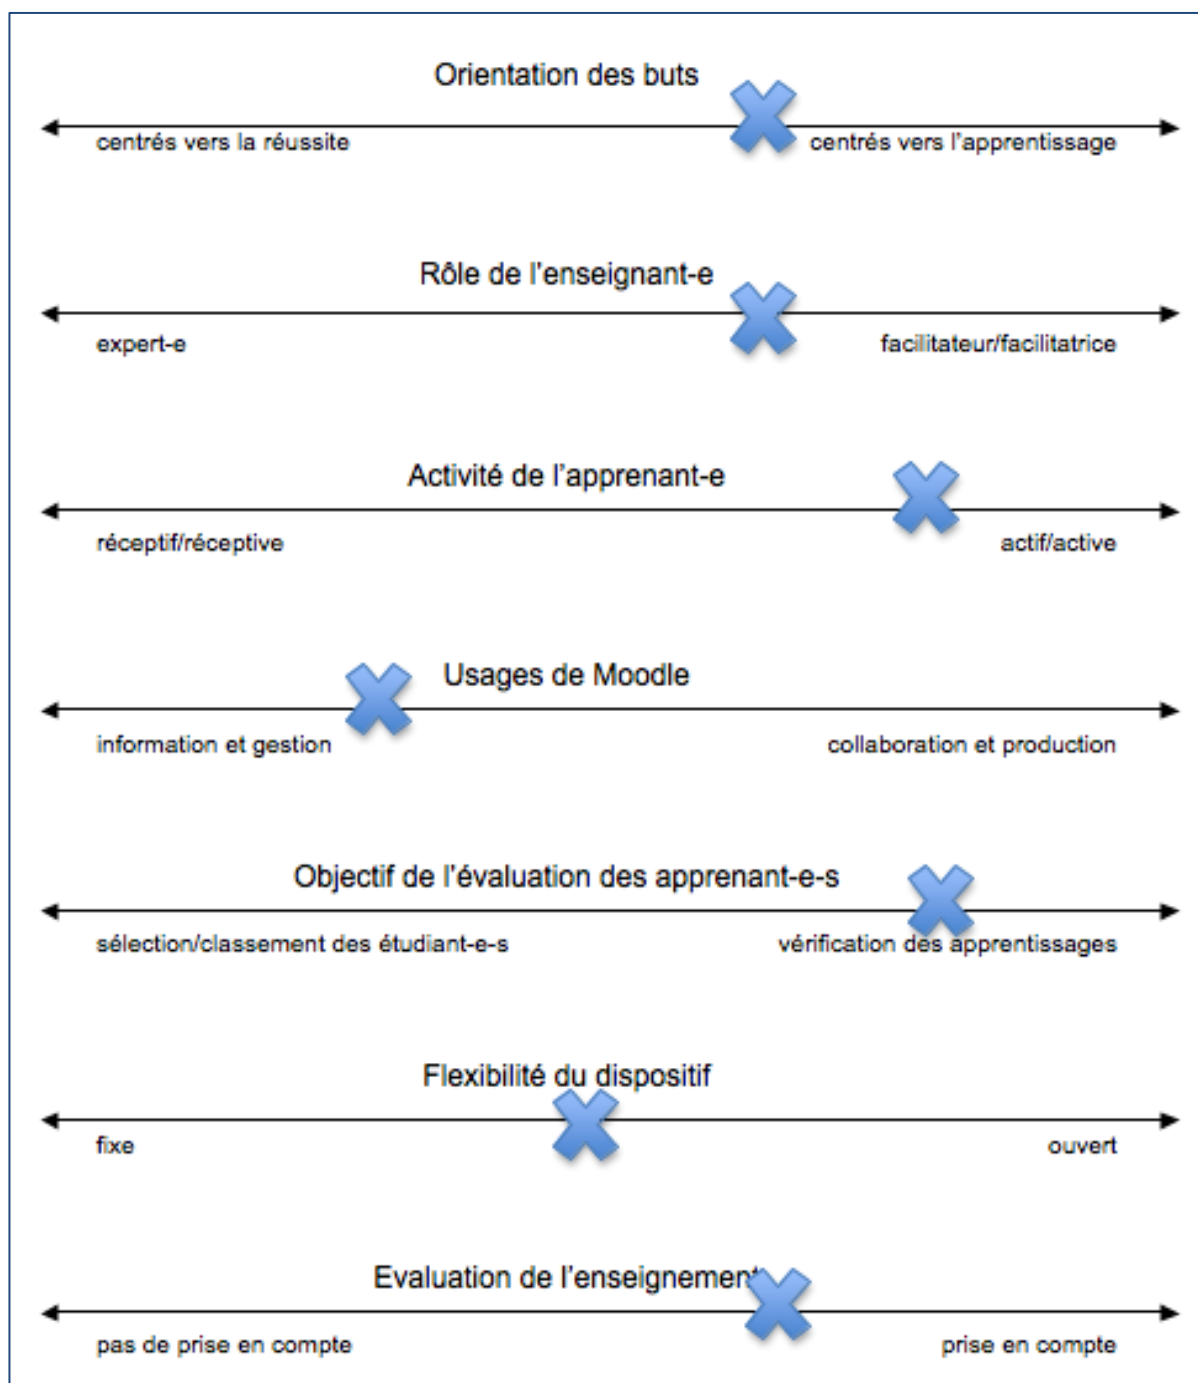 Orientation des buts
centrés vers la réussite
centrés vers l'apprentissage
Rôle de l'enseignant-e
expert-e
facilitateur/facilitatrice
Activité de l'apprenant-e
réceptif/réceptive
actif/active
Usages de Moodle
information et gestion
collaboration et production
Objectif de l'évaluation des apprenant-e-s
sélection/classement des étudiant-e-s
vérification des apprentissages
Flexibilité du dispositif
fixe
ouvert
Evaluation de l'enseignement
pas de prise en compte
prise en compte